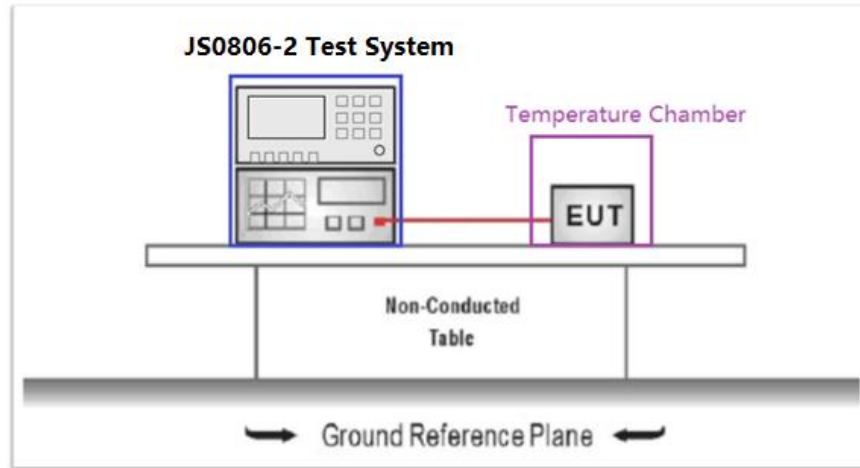 JS0806-2 Test System
Temperature Chamber
EUT
Non-Conducted
Table
Ground Reference Plane